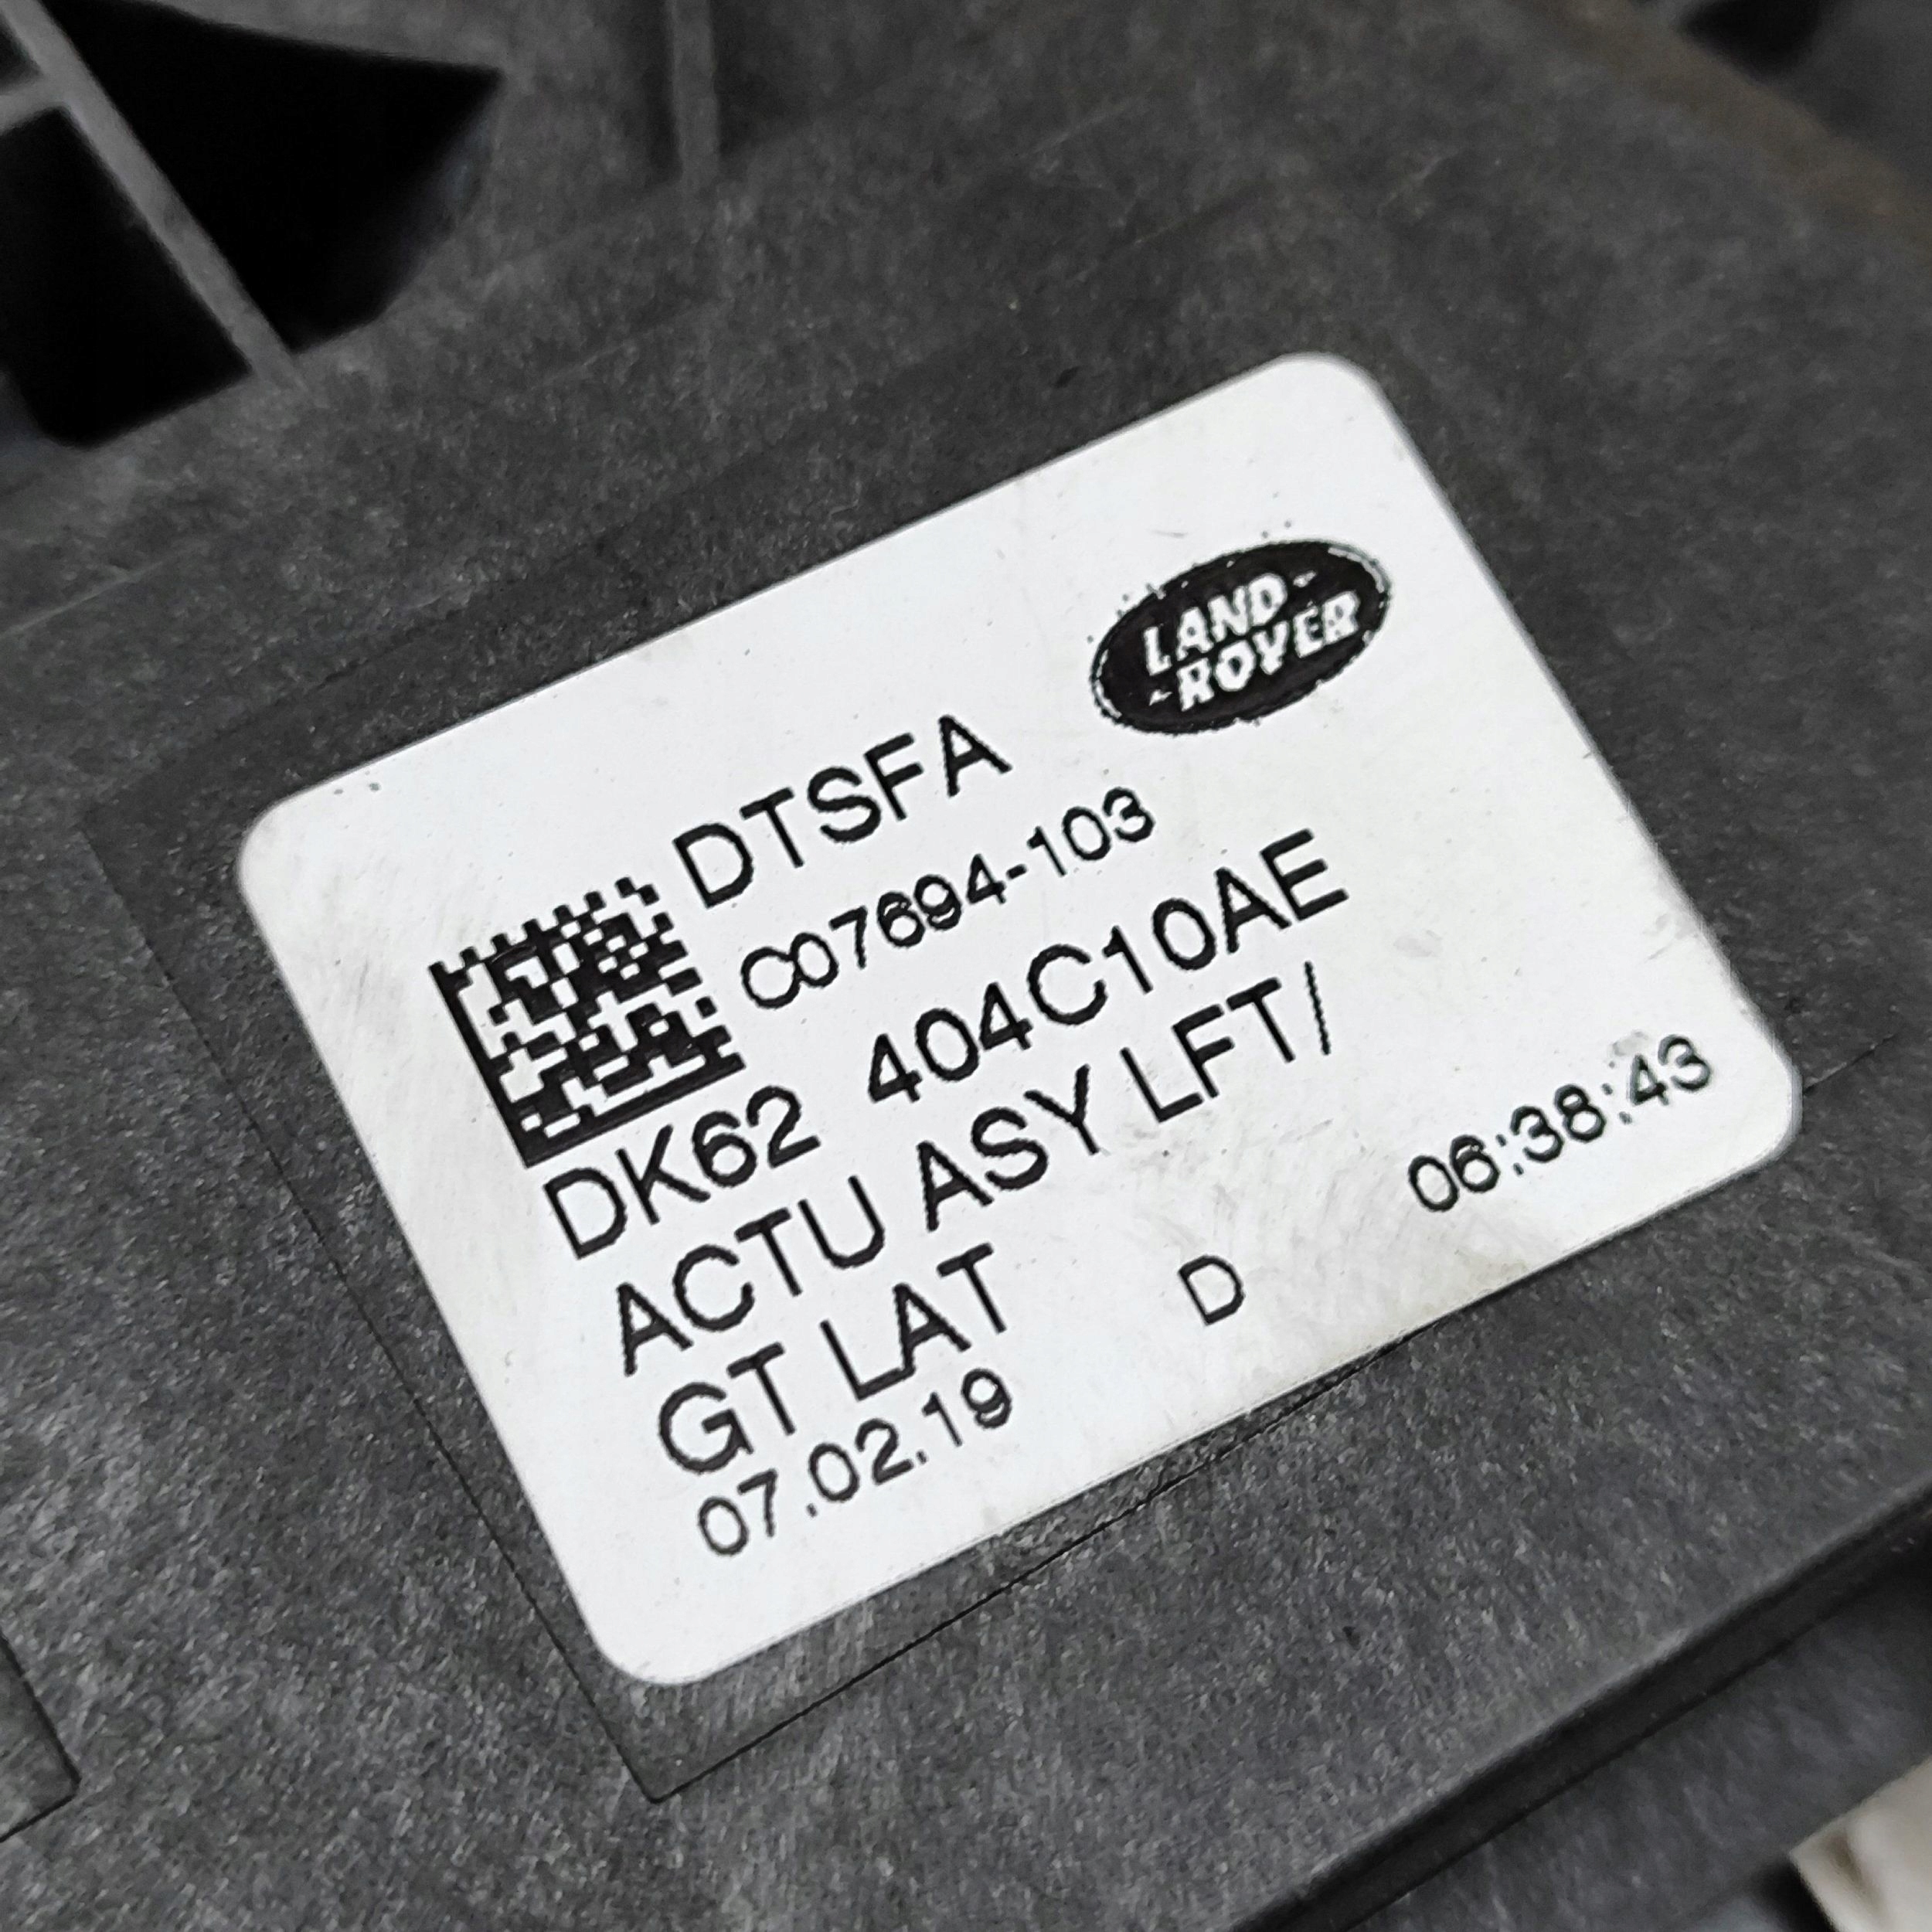 LAND
ROVER
DTSFA
C07694-103
DK62 404C10AE
ACTU ASY LFT/
GT LAT
D
06:38:43
07.02.19